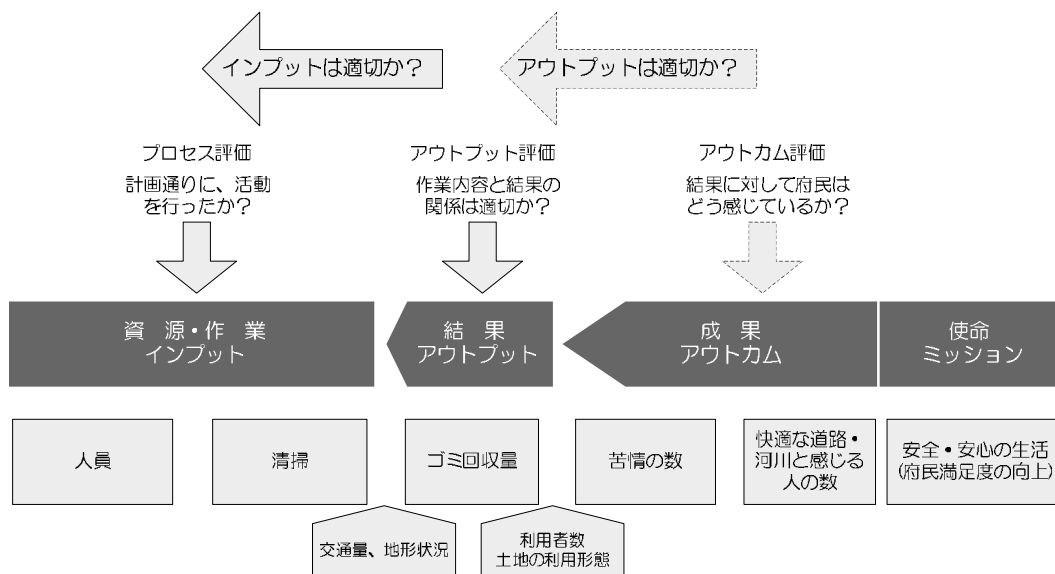 インプットは適切か？
アウトプットは適切か？
プロセス評価
計画通りに、活動
を行ったか？
アウトプット評価
作業内容と結果の
関係は適切か？
アウトカム評価
結果に対して府民は
どう感じているか？
資源・作業
インプット
結果
アウトプット
成果
アウトカム
使命
ミッション
人員
清掃
ゴミ回収量
苦情の数
快適な道路・
河川と感じる
人の数
安全・安心の生活
(府民満足度の向上)
交通量、地形状況
利用者数
土地の利用形態